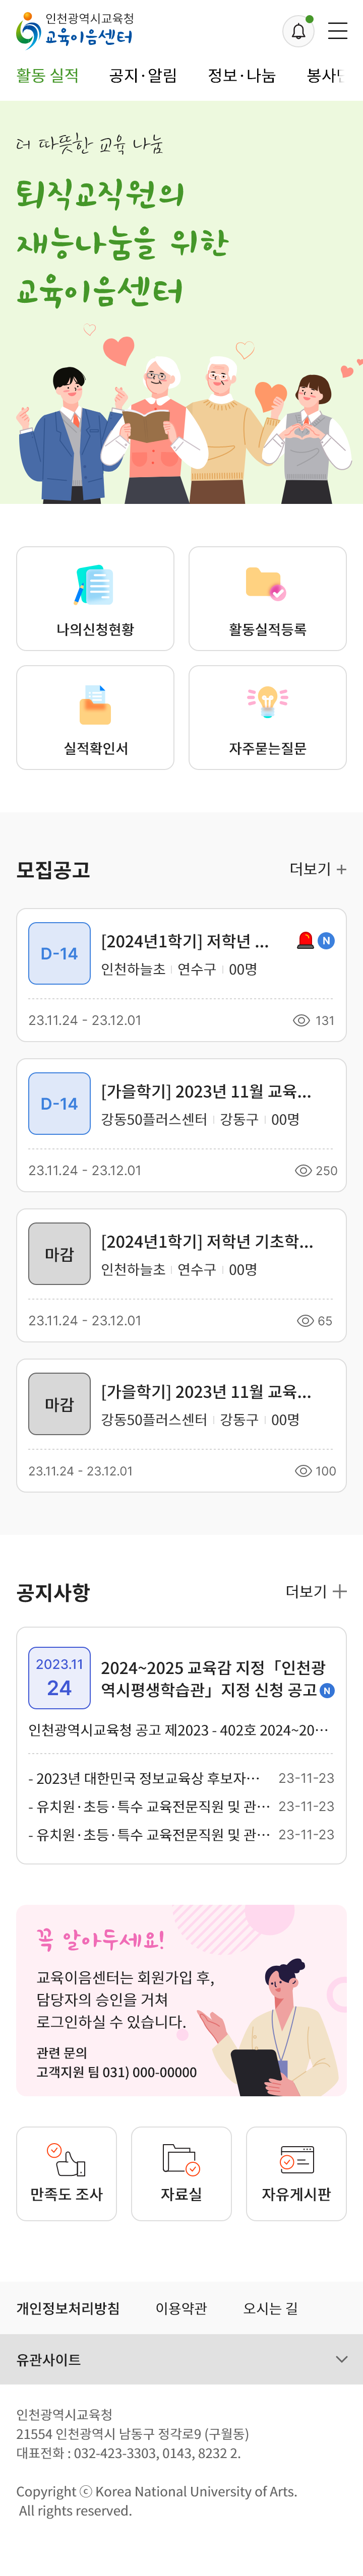 인천광역시교육청
교육이음센터
활동 실적 공지·알림 정보·나눔
더 따뜻한 교육 나눔
퇴직교직원의
재능나눔을 위한
교육이음센터
나의신청현황 활동실적등록
실적확인서 자주묻는질문
모집공고 더보기 +
D-14 [2024년1학기] 저학년 ... N
인천하늘초 | 연수구 | 00명
23.11.24 - 23.12.01 131
D-14 [가을학기] 2023년 11월 교육...
강동50플러스센터 | 강동구 | 00명
23.11.24 - 23.12.01 250
마감 [2024년1학기] 저학년 기초학...
인천하늘초 | 연수구 | 00명
23.11.24 - 23.12.01 65
마감 [가을학기] 2023년 11월 교육...
강동50플러스센터 | 강동구 | 00명
23.11.24 - 23.12.01 100
공지사항 더보기 +
2023.11
24
2024~2025 교육감 지정「인천광
역시평생학습관」지정 신청 공고 N
인천광역시교육청 공고 제2023 - 402호 2024~20···
- 2023년 대한민국 정보교육상 후보자··· 23-11-23
- 유치원·초등·특수 교육전문직원 및 관··· 23-11-23
- 유치원·초등·특수 교육전문직원 및 관··· 23-11-23
꼭 알아두세요!
교육이음센터는 회원가입 후,
담당자의 승인을 거쳐
로그인하실 수 있습니다.
관련 문의
고객지원 팀 031) 000-00000
만족도 조사 자료실 자유게시판
개인정보처리방침 이용약관 오시는 길
유관사이트
인천광역시교육청
21554 인천광역시 남동구 정각로9 (구월동)
대표전화 : 032-423-3303, 0143, 8232 2.
Copyright ⓒ Korea National University of Arts.
All rights reserved.